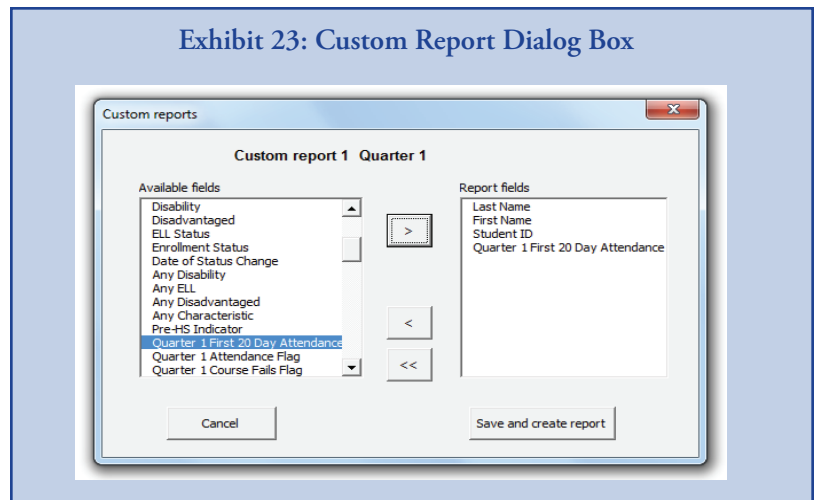 Exhibit 23: Custom Report Dialog Box
Custom reports
Custom report 1 Quarter 1
Available fields
Disability
Disadvantaged
ELL Status
Enrollment Status
Date of Status Change
Any Disability
Any ELL
Any Disadvantaged
Any Characteristic
Pre-HS Indicator
Quarter 1 First 20 Day Attendance
Quarter 1 Attendance Flag
Quarter 1 Course Fails Flag
>
<
<<
Report fields
Last Name
First Name
Student ID
Quarter 1 First 20 Day Attendance
Cancel
Save and create report